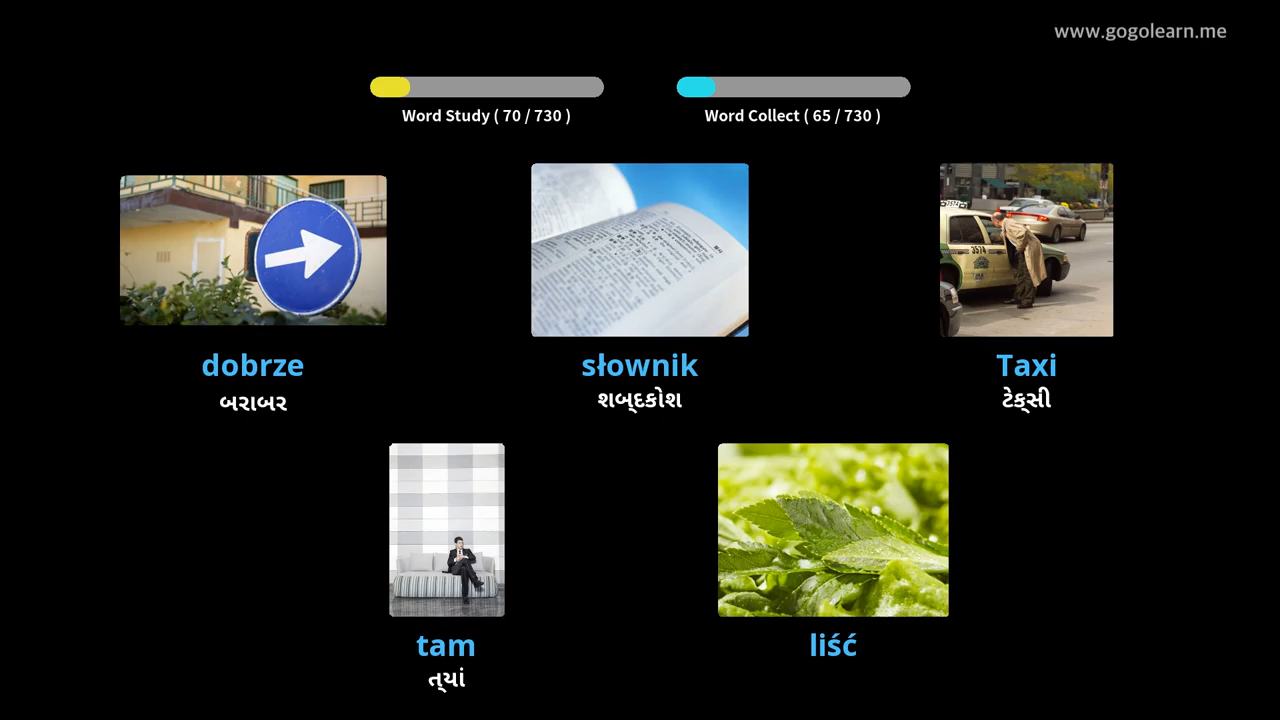 www.gogolearn.me
Word Study ( 70 / 730 )
Word Collect ( 65 / 730 )
dobrze
બરાબર
słownik
શબ્દકોશ
Taxi
ટેક્સી
3574
tam
ત્યાં
liść